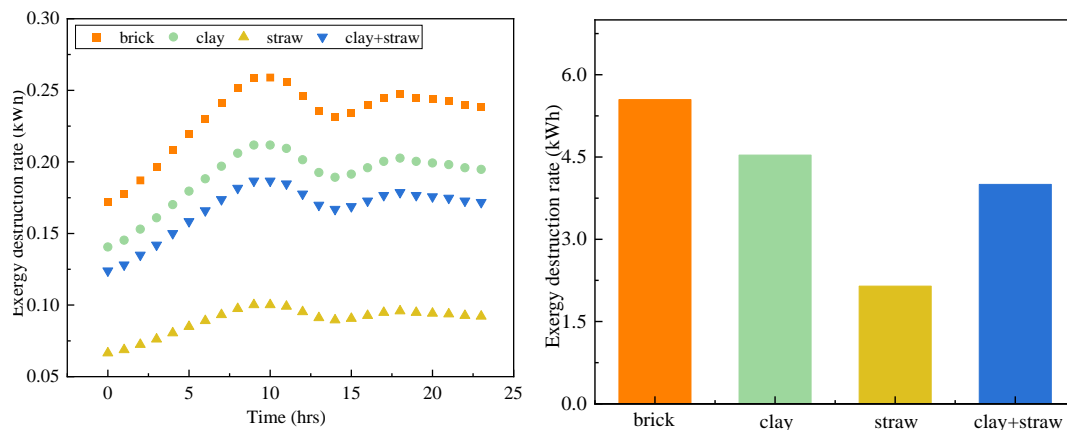 Exergy destruction rate (kWh)
0.30
0.25
0.20
0.15
0.10
0.05
brick clay straw clay+straw
0 5 10 15 20 25
Time (hrs)
Exergy destruction rate (kWh)
6.0
4.5
3.0
1.5
0.0
brick clay straw clay+straw